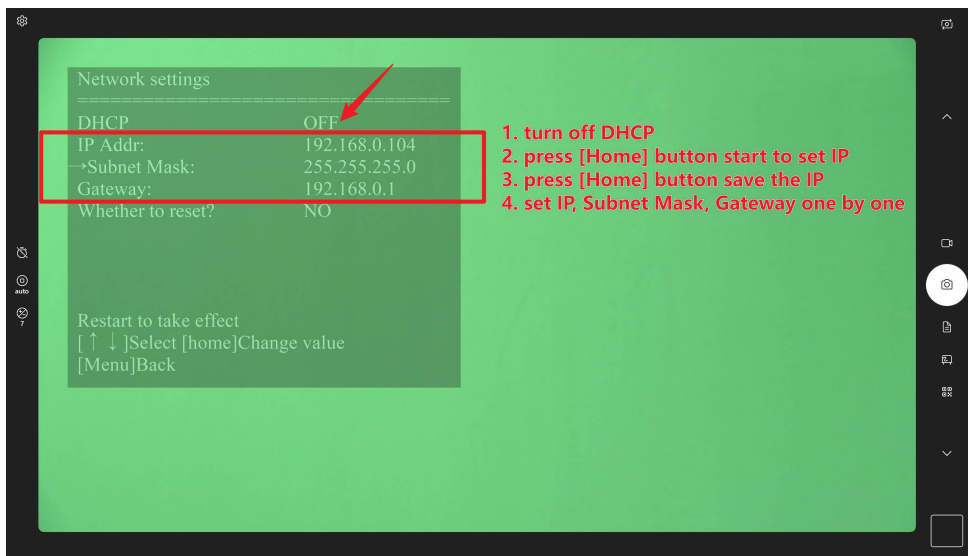 Network settings
==================================
DHCP OFF
IP Addr: 192.168.0.104
→Subnet Mask: 255.255.255.0
Gateway: 192.168.0.1
Whether to reset? NO
Restart to take effect
[ ↑ ↓ ]Select [home]Change value
[Menu]Back
1. turn off DHCP
2. press [Home] button start to set IP
3. press [Home] button save the IP
4. set IP, Subnet Mask, Gateway one by one
auto
7